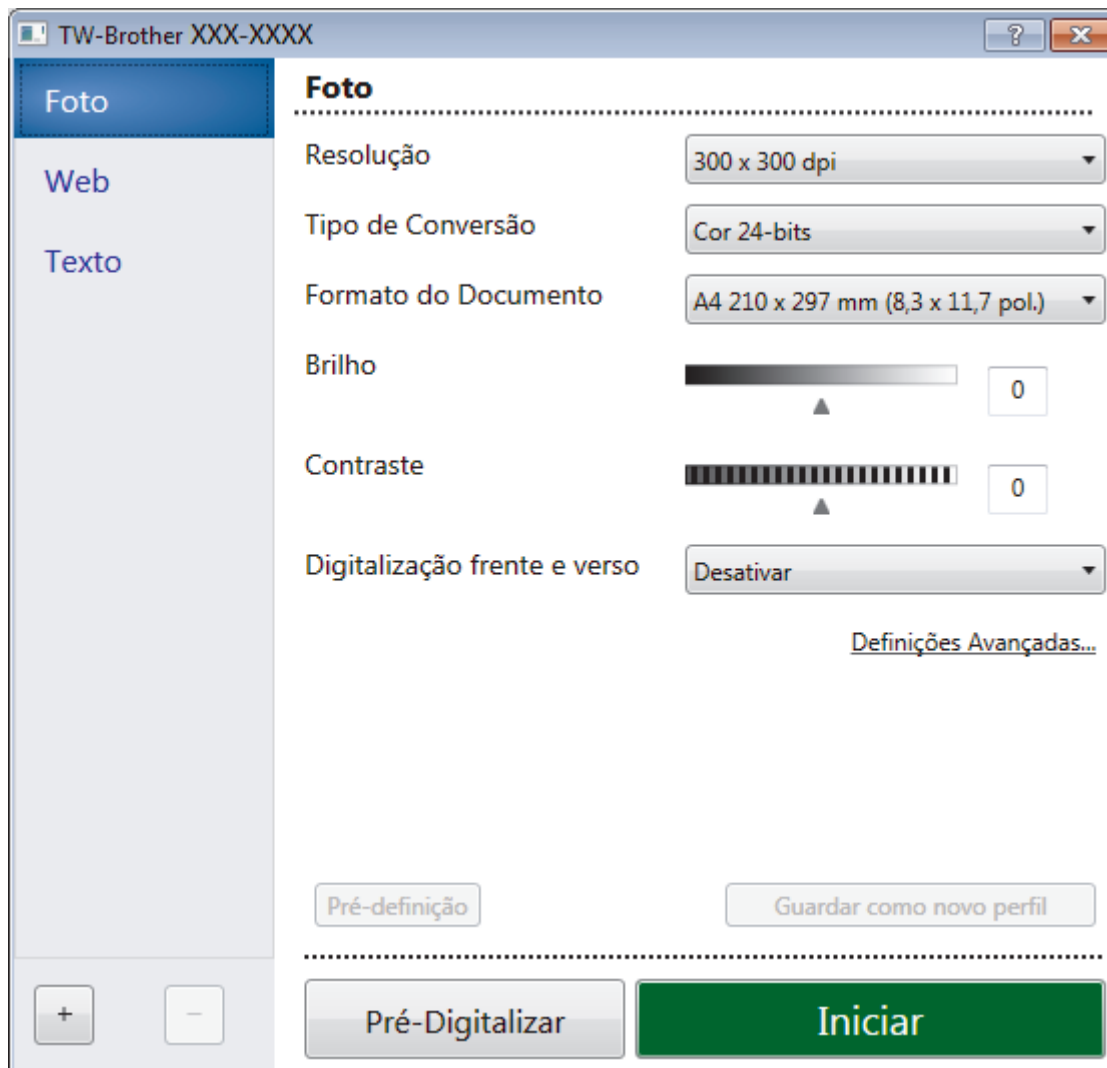 TW-Brother XXX-XXXX
?
Foto
Web
Texto
Foto
Resolução
300 x 300 dpi
Tipo de Conversão
Cor 24-bits
Formato do Documento
A4 210 x 297 mm (8,3 x 11,7 pol.)
Brilho
0
Contraste
0
Digitalização frente e verso
Desativar
Definições Avançadas...
Pré-definição
Guardar como novo perfil
+
−
Pré-Digitalizar
Iniciar